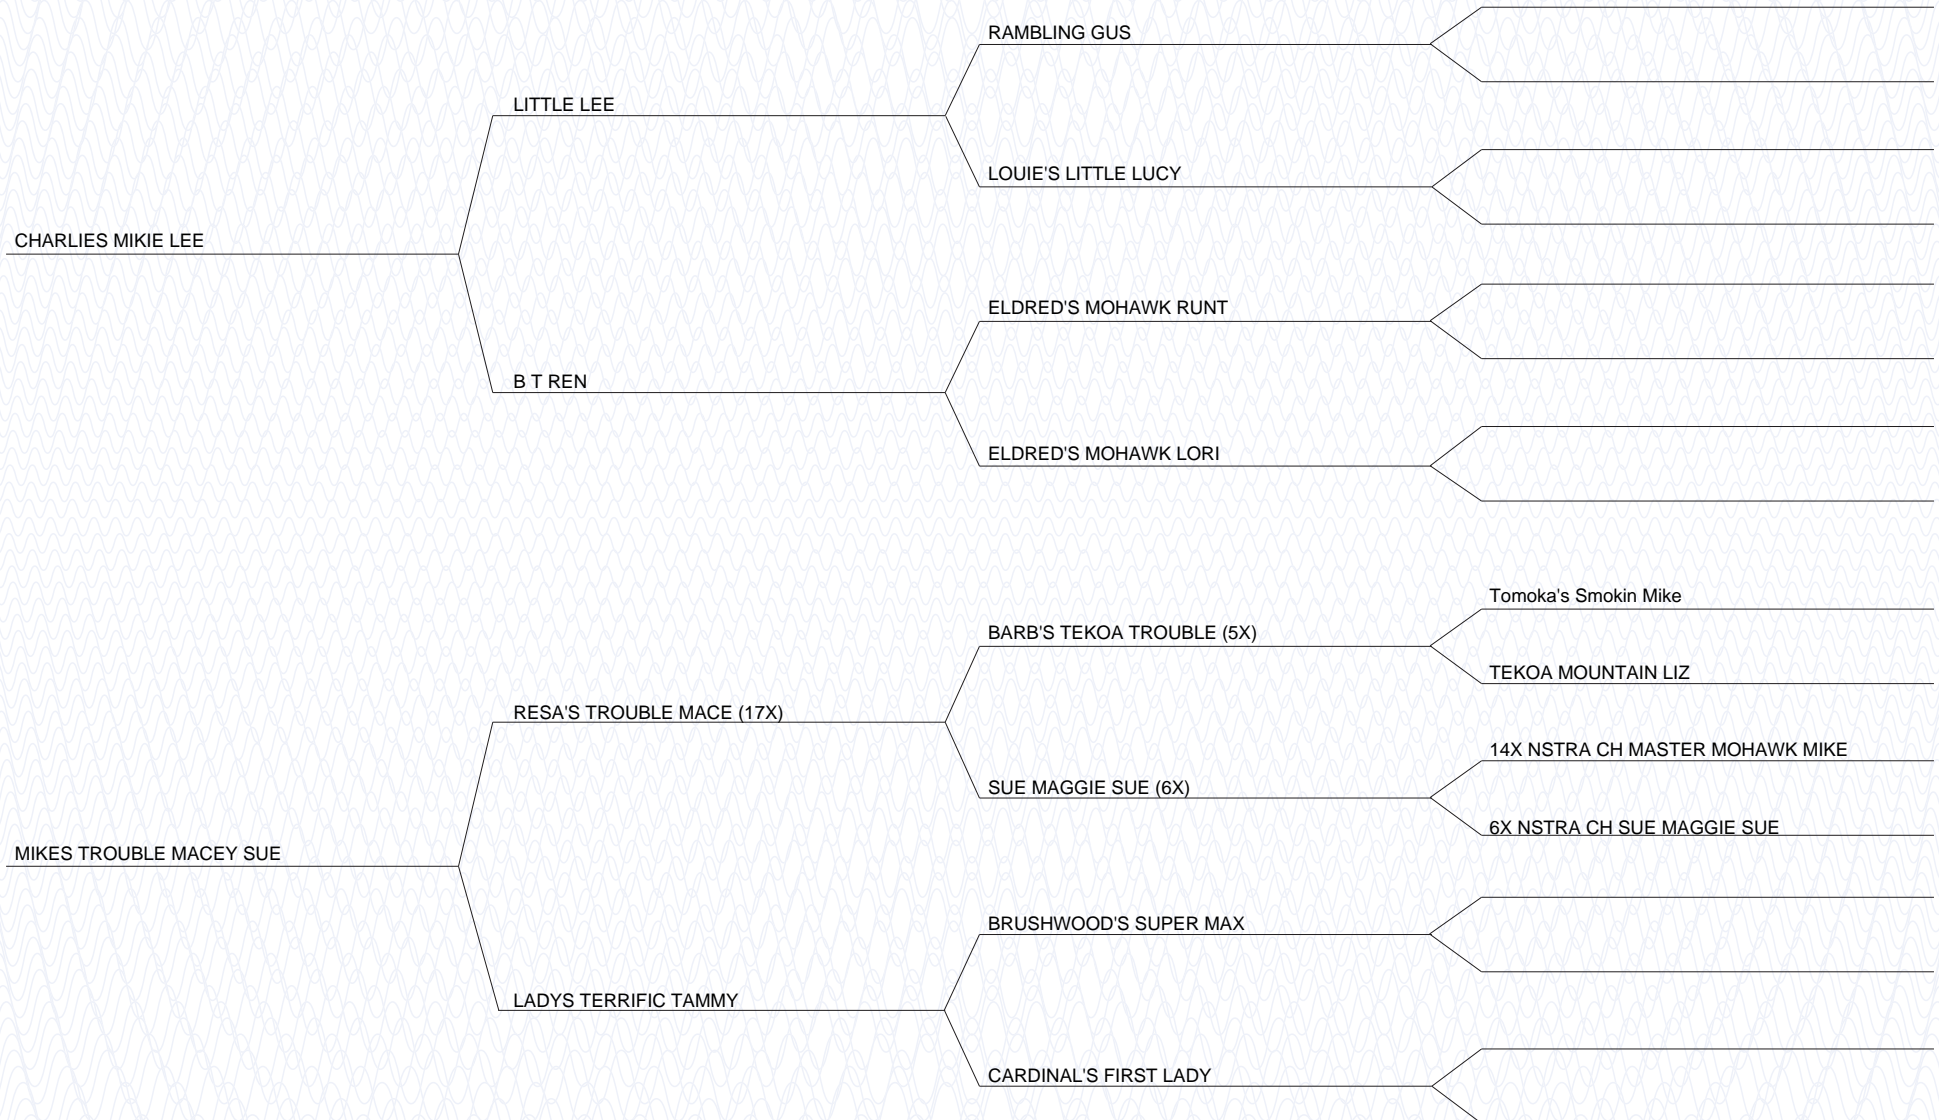 RAMBLING GUS
LITTLE LEE
LOUIE'S LITTLE LUCY
CHARLIES MIKIE LEE
ELDRED'S MOHAWK RUNT
B T REN
ELDRED'S MOHAWK LORI
Tomoka's Smokin Mike
BARB'S TEKOA TROUBLE (5X)
TEKOA MOUNTAIN LIZ
RESA'S TROUBLE MACE (17X)
14X NSTRA CH MASTER MOHAWK MIKE
SUE MAGGIE SUE (6X)
6X NSTRA CH SUE MAGGIE SUE
MIKES TROUBLE MACEY SUE
BRUSHWOOD'S SUPER MAX
LADYS TERRIFIC TAMMY
CARDINAL'S FIRST LADY